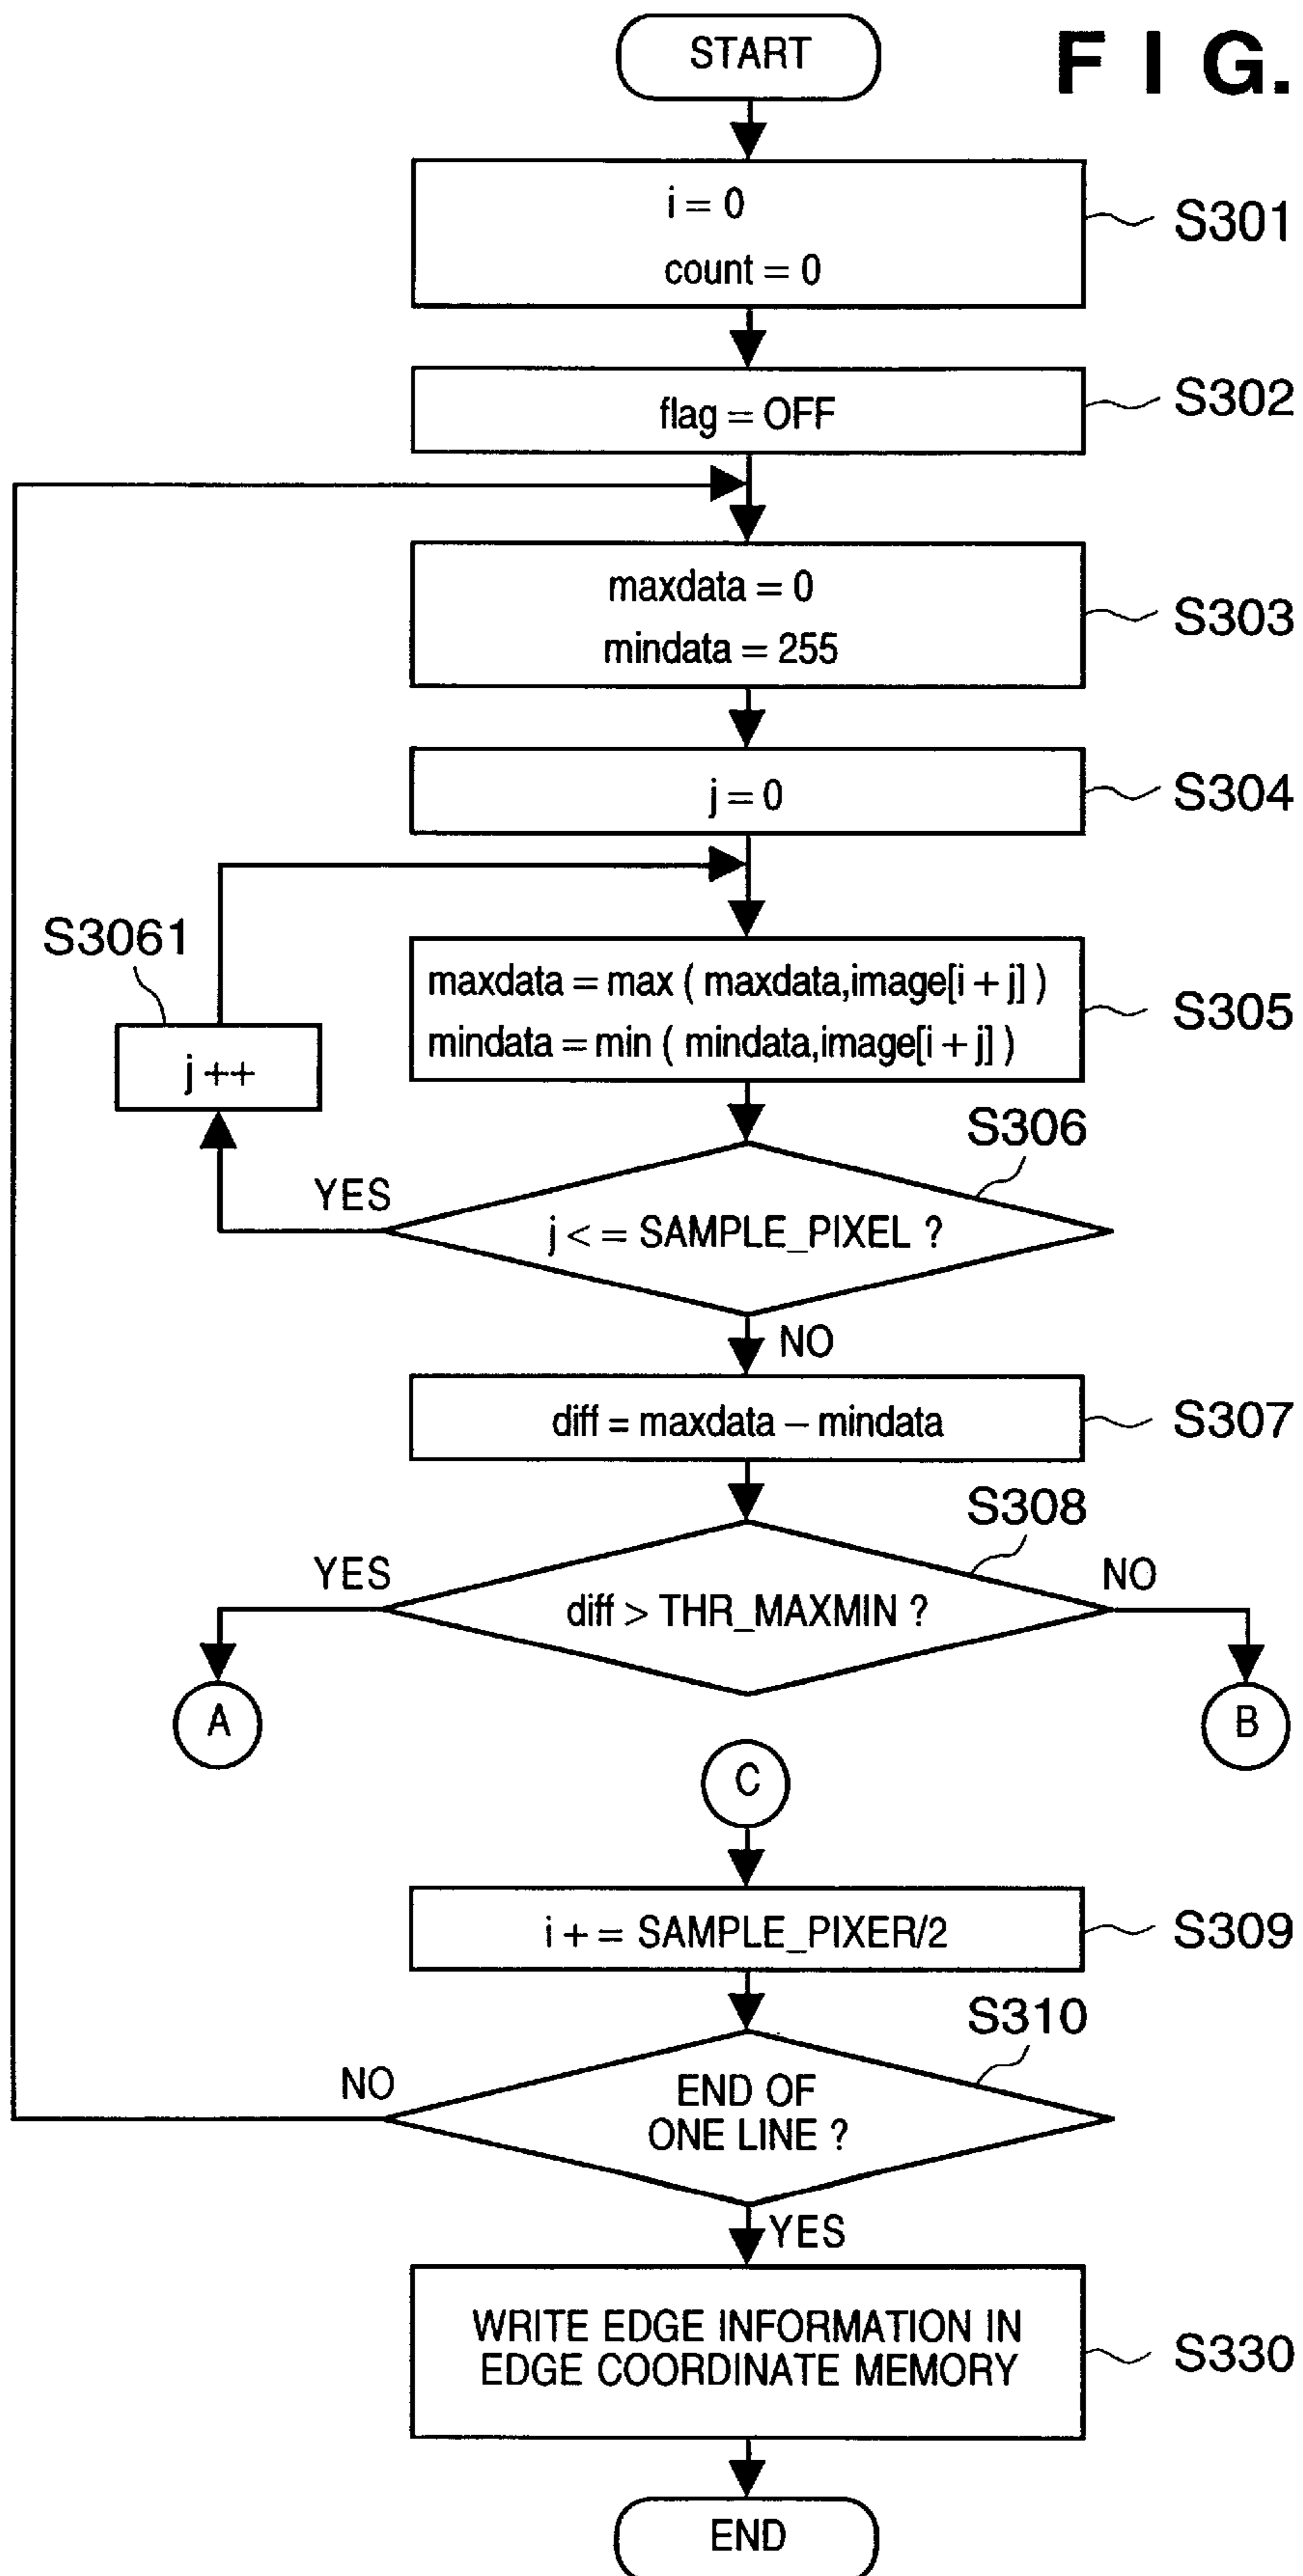 START
F I G.
i = 0
count = 0
S301
flag = OFF
S302
maxdata = 0
mindata = 255
S303
j = 0
S304
S3061
j ++
maxdata = max ( maxdata,image[i + j] )
mindata = min ( mindata,image[i + j] )
S305
S306
YES
j < = SAMPLE_PIXEL ?
NO
diff = maxdata – mindata
S307
S308
YES
diff > THR_MAXMIN ?
NO
A
B
C
i + = SAMPLE_PIXER/2
S309
S310
NO
END OF
ONE LINE ?
YES
WRITE EDGE INFORMATION IN
EDGE COORDINATE MEMORY
S330
END